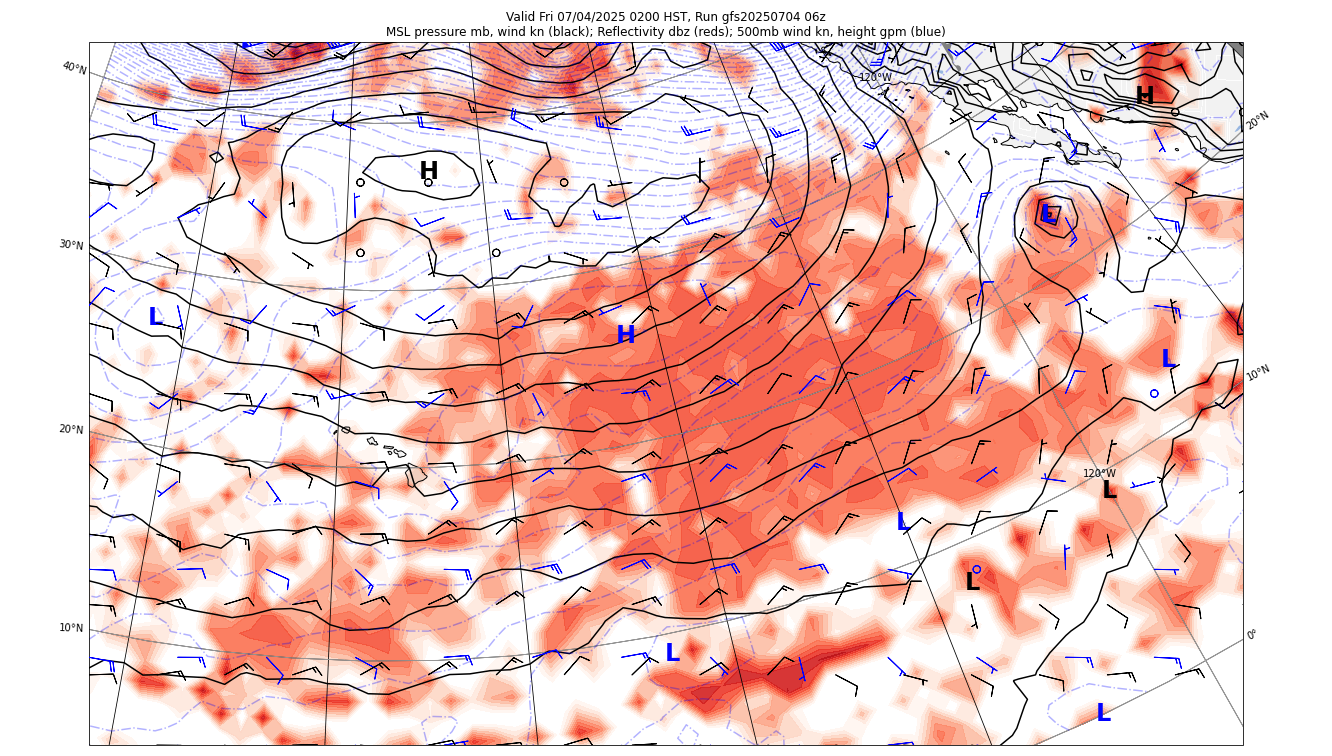 Valid Fri 07/04/2025 0200 HST, Run gfs20250704 06z
MSL pressure mb, wind kn (black); Reflectivity dbz (reds); 500mb wind kn, height gpm (blue)
40°N
120°W
H
20°N
H
L
30°N
L
H
L
10°N
20°N
120°W
L
L
L
10°N
0°
L
L